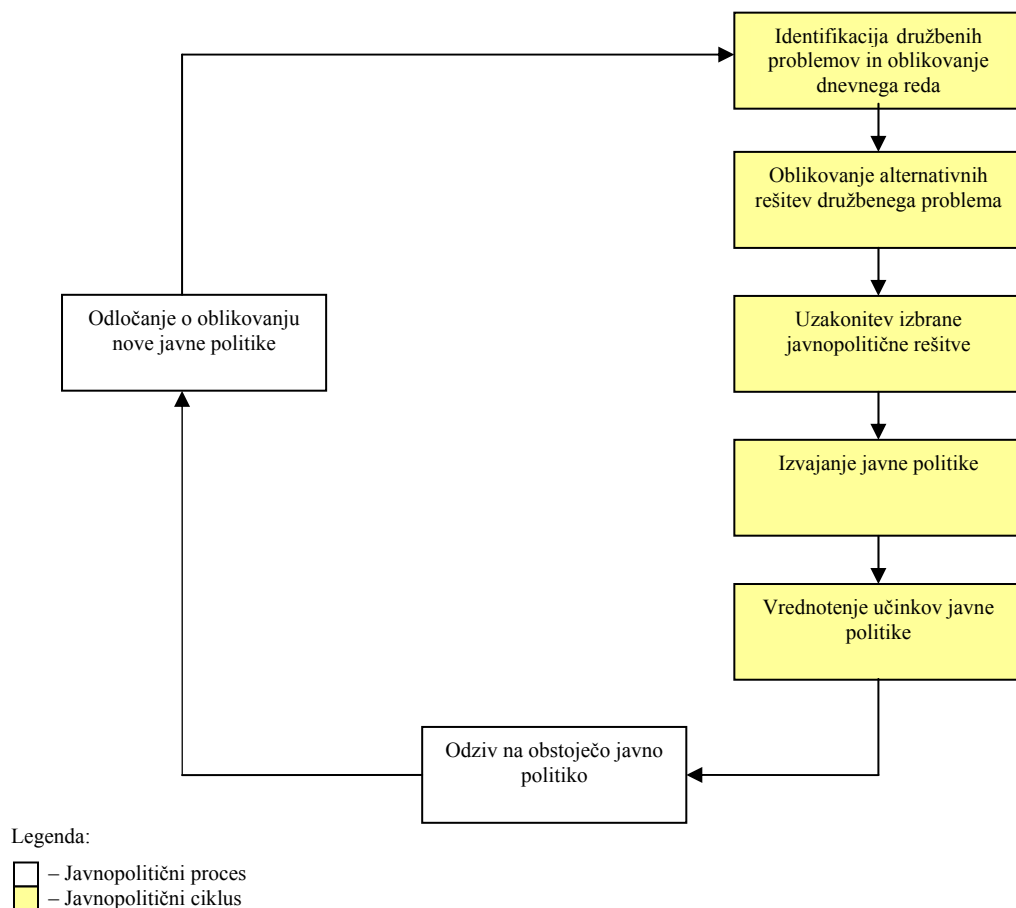 Identifikacija družbenih
problemov in oblikovanje
dnevnega reda
Oblikovanje alternativnih
rešitev družbenega problema
Uzakonitev izbrane
javnopolitične rešitve
Izvajanje javne politike
Vrednotenje učinkov javne
politike
Odziv na obstoječo javno
politiko
Odločanje o oblikovanju
nove javne politike
Legenda:
– Javnopolitični proces
– Javnopolitični ciklus